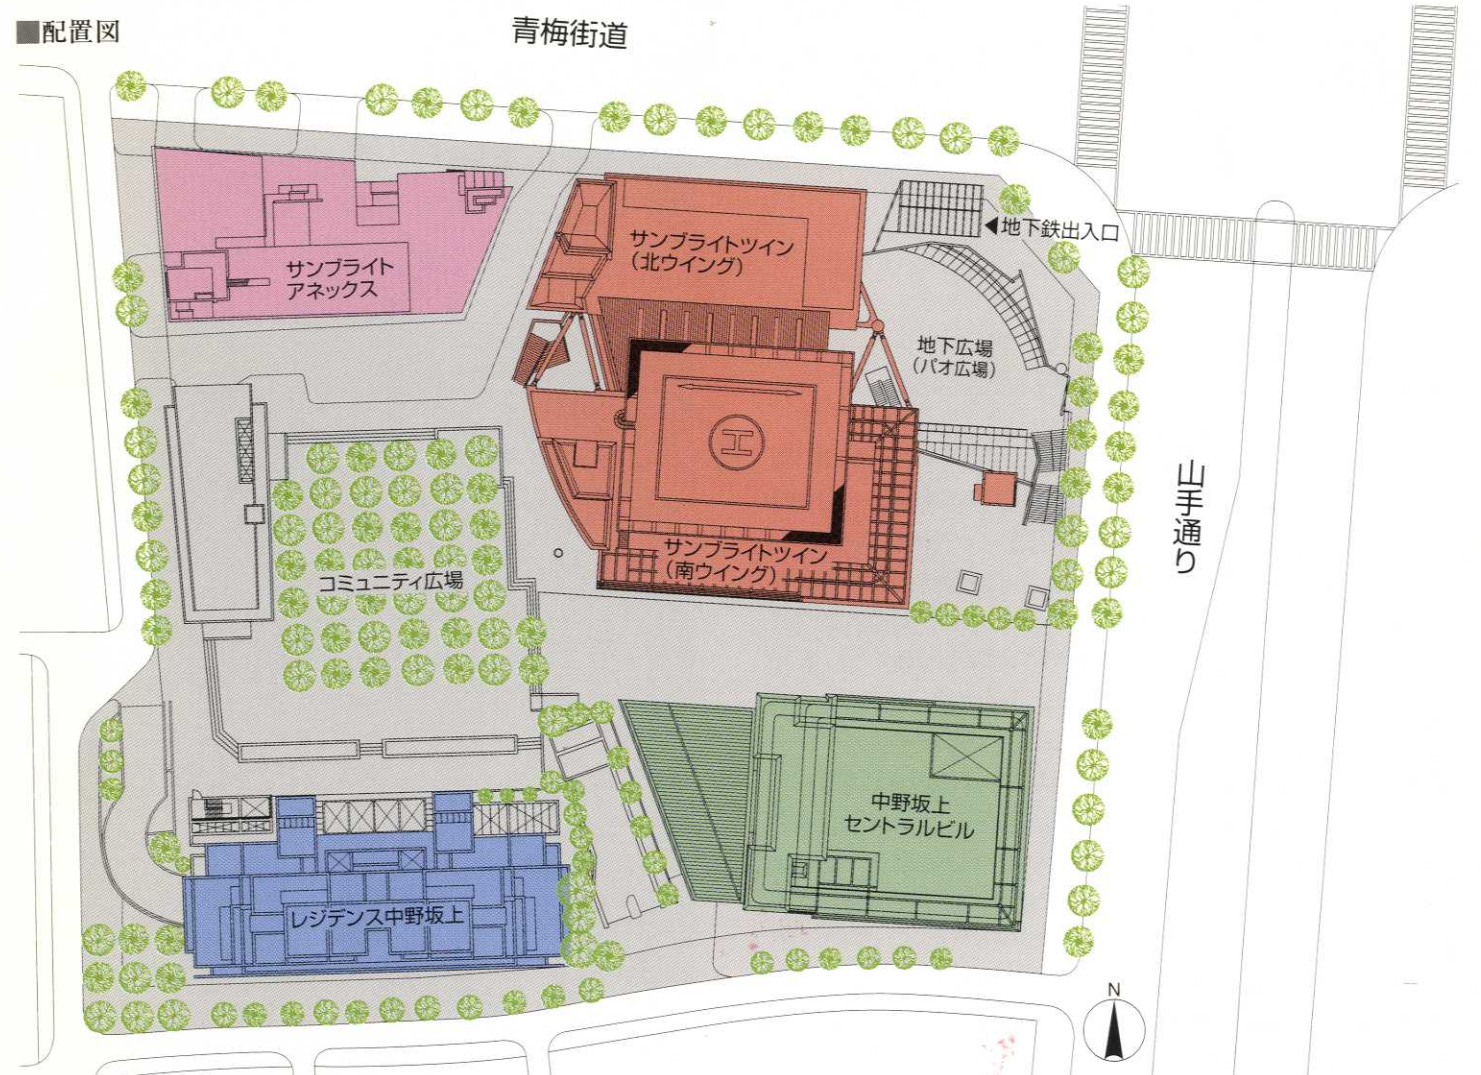 ■配置図
青梅街道
サンブライト
アネックス
サンブライトツイン
(北ウイング)
◀地下鉄出入口
地下広場
(パオ広場)
H
山手通り
サンブライトツイン
(南ウイング)
コミュニティ広場
中野坂上
セントラルビル
レジデンス中野坂上
N